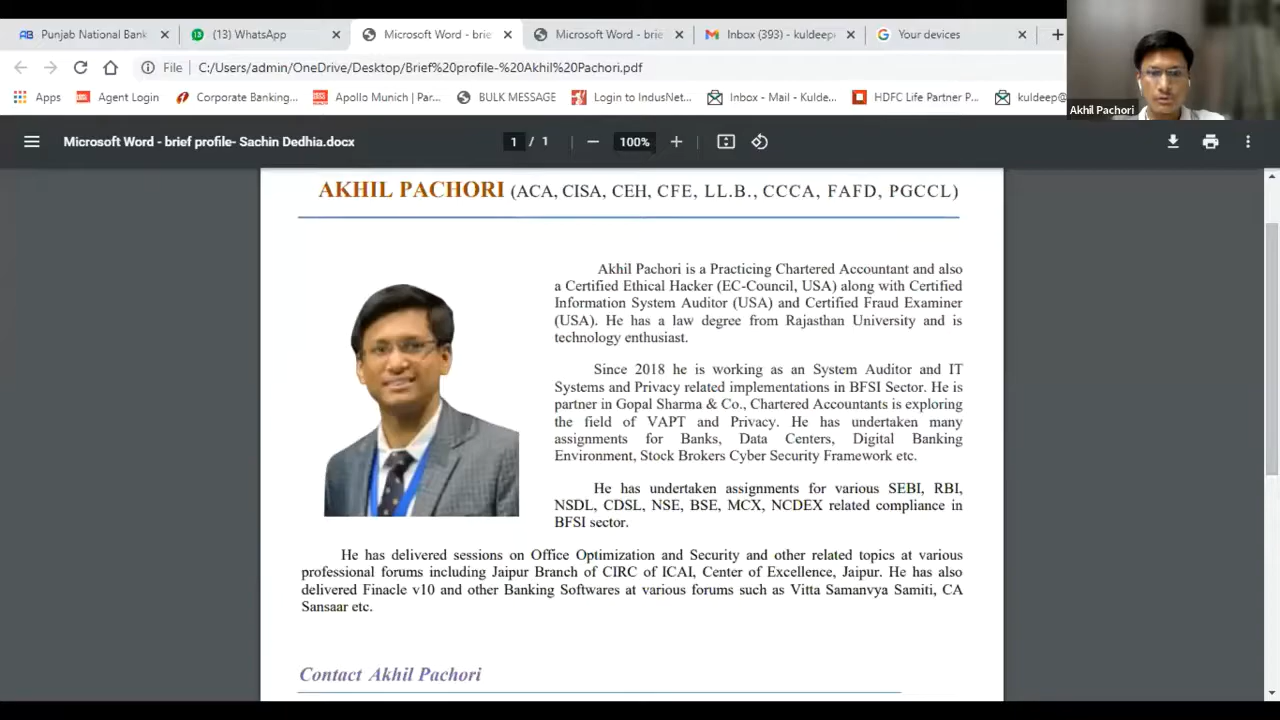 Punjab National Bank
(13) WhatsApp
Microsoft Word - brie
Microsoft Word - brie
Inbox (393) - kuldeepr
Your devices
File C:/Users/admin/OneDrive/Desktop/Brief%20profile-%20Akhil%20Pachori.pdf
Apps
Agent Login
Corporate Banking...
Apollo Munich | Par...
BULK MESSAGE
Login to IndusNet...
Inbox - Mail - Kulde...
HDFC Life Partner P...
kuldeep
Akhil Pachori
Microsoft Word - brief profile- Sachin Dedhia.docx
1 / 1
100%
AKHIL PACHORI (ACA, CISA, CEH, CFE, LL.B., CCCA, FAFD, PGCCL)
Akhil Pachori is a Practicing Chartered Accountant and also
a Certified Ethical Hacker (EC-Council, USA) along with Certified
Information System Auditor (USA) and Certified Fraud Examiner
(USA). He has a law degree from Rajasthan University and is
technology enthusiast.
Since 2018 he is working as an System Auditor and IT
Systems and Privacy related implementations in BFSI Sector. He is
partner in Gopal Sharma & Co., Chartered Accountants is exploring
the field of VAPT and Privacy. He has undertaken many
assignments for Banks, Data Centers, Digital Banking
Environment, Stock Brokers Cyber Security Framework etc.
He has undertaken assignments for various SEBI, RBI,
NSDL, CDSL, NSE, BSE, MCX, NCDEX related compliance in
BFSI sector.
He has delivered sessions on Office Optimization and Security and other related topics at various
professional forums including Jaipur Branch of CIRC of ICAI, Center of Excellence, Jaipur. He has also
delivered Finacle v10 and other Banking Softwares at various forums such as Vitta Samanvya Samiti, CA
Sansaar etc.
Contact Akhil Pachori